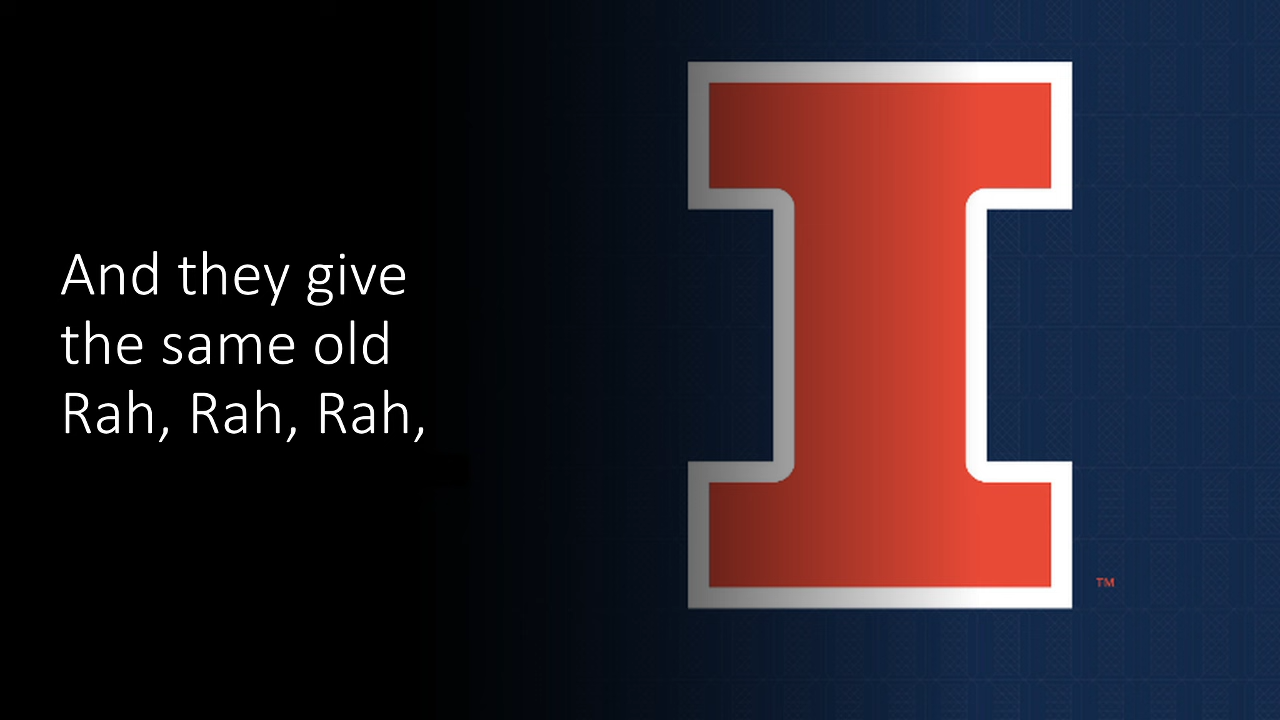 And they give
the same old
Rah, Rah, Rah,
I
TM